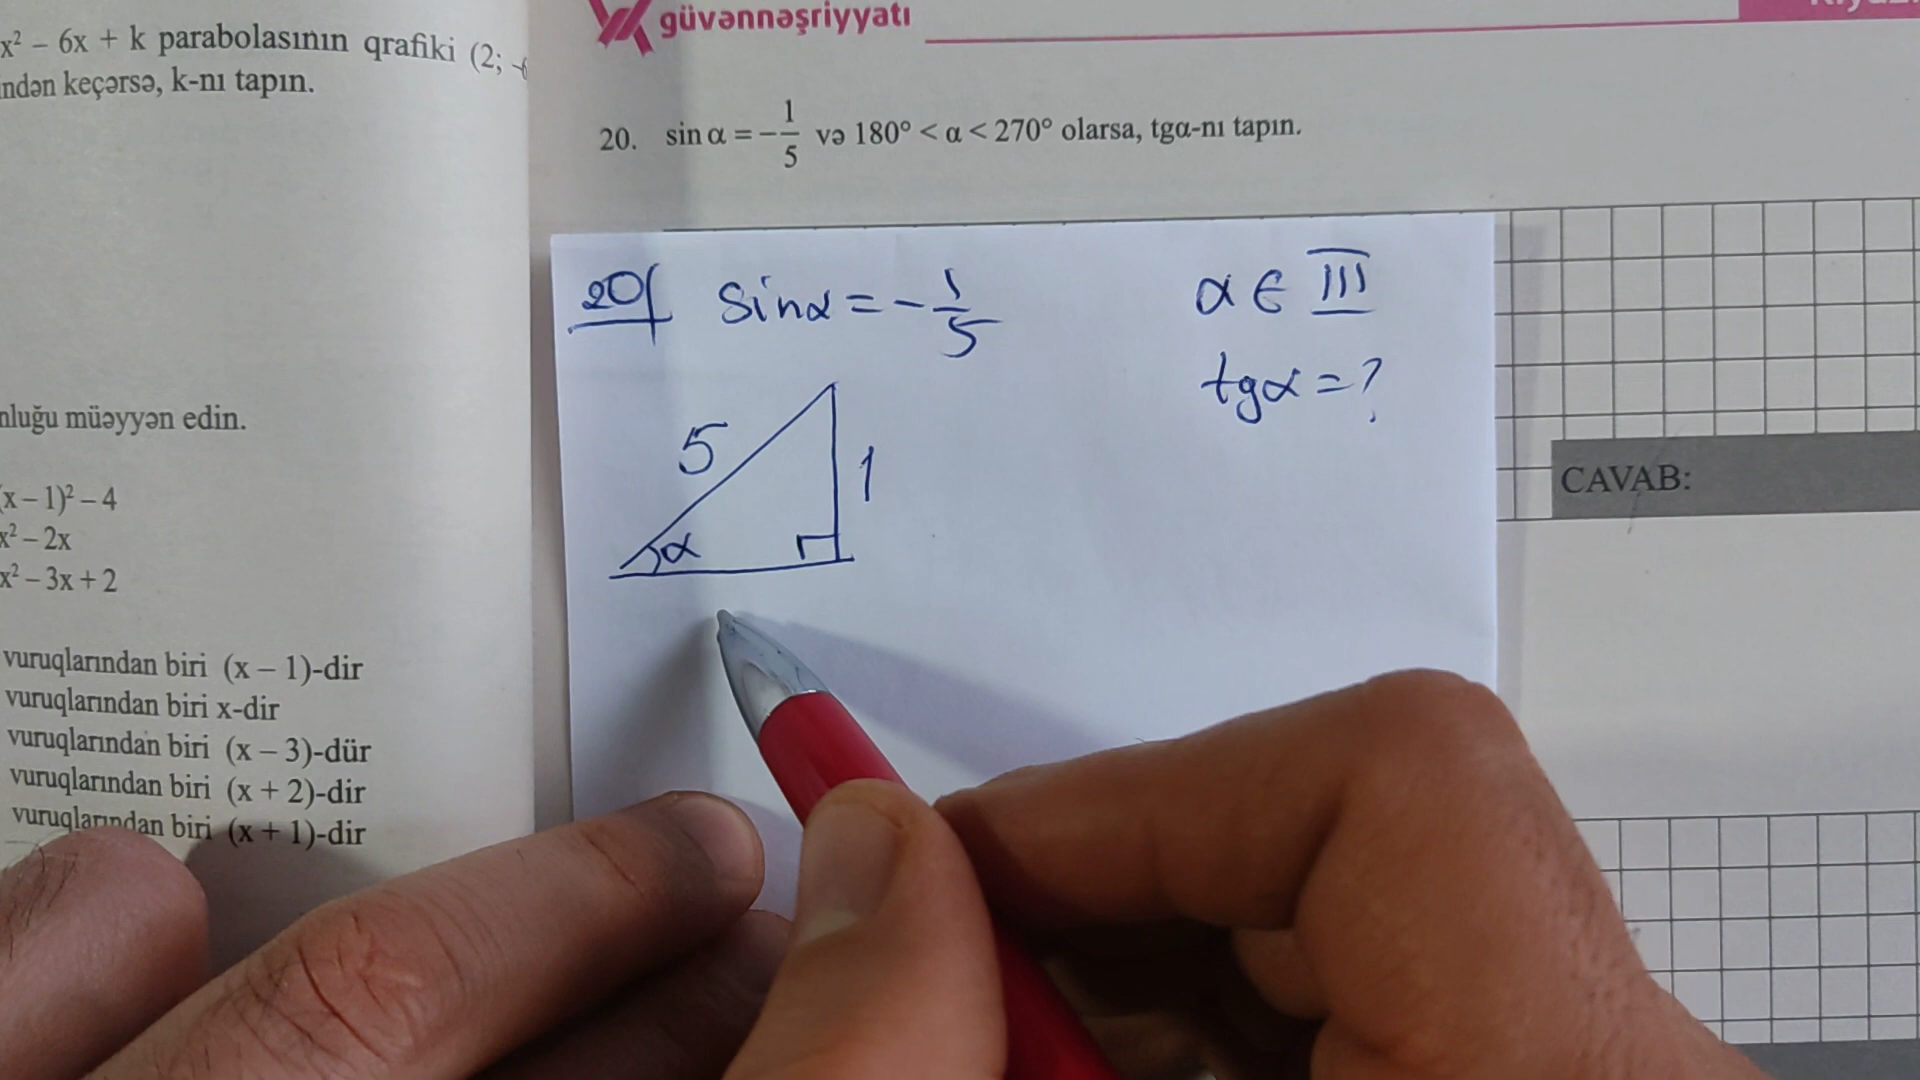 x² – 6x + k parabolasının qrafiki (2;
ndən keçərsə, k-nı tapın.
nluğu müəyyən edin.
x – 1)² – 4
x² – 2x
x² – 3x + 2
vuruqlarından biri (x – 1)-dir
vuruqlarından biri x-dir
vuruqlarından biri (x – 3)-dür
vuruqlarından biri (x + 2)-dir
vuruqlarından biri (x + 1)-dir
güvənnəşriyyatı
20. sin α = –1/5 və 180° < α < 270° olarsa, tgα-nı tapın.
20 sinα = –1/5 α ∈ III
tgα = ?
5
1
α
CAVAB: